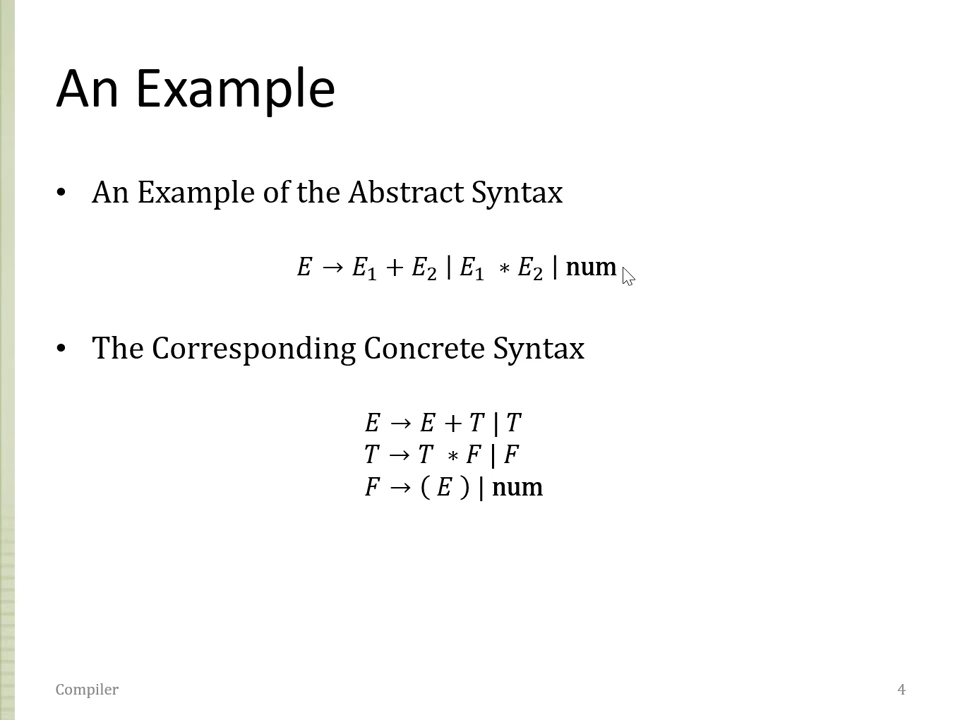 An Example
• An Example of the Abstract Syntax
E → E₁ + E₂ | E₁ ∗ E₂ | num
• The Corresponding Concrete Syntax
E → E + T | T
T → T ∗ F | F
F → ( E ) | num
Compiler
4